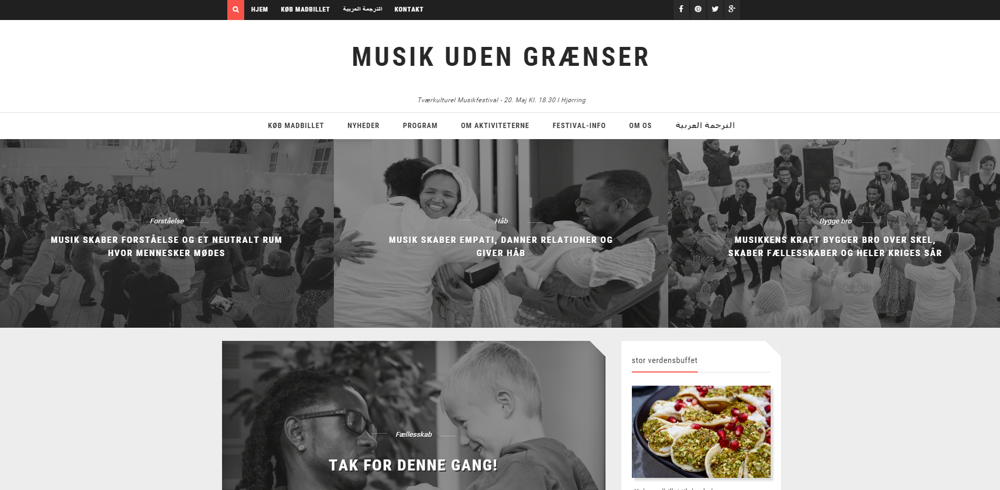 HJEM KØB MADBILLET الترجمة العربية KONTAKT
MUSIK UDEN GRÆNSER
Tværkulturel Musikfestival - 20. Maj Kl. 18.30 I Hjørring
KØB MADBILLET NYHEDER PROGRAM OM AKTIVITETERNE FESTIVAL-INFO OM OS الترجمة العربية
Forståelse
MUSIK SKABER FORSTÅELSE OG ET NEUTRALT RUM
HVOR MENNESKER MØDES
Håb
MUSIK SKABER EMPATI, DANNER RELATIONER OG
GIVER HÅB
Bygge bro
MUSIKKENS KRAFT BYGGER BRO OVER SKEL,
SKABER FÆLLESSKABER OG HELER KRIGES SÅR
Fællesskab
TAK FOR DENNE GANG!
stor verdensbuffet